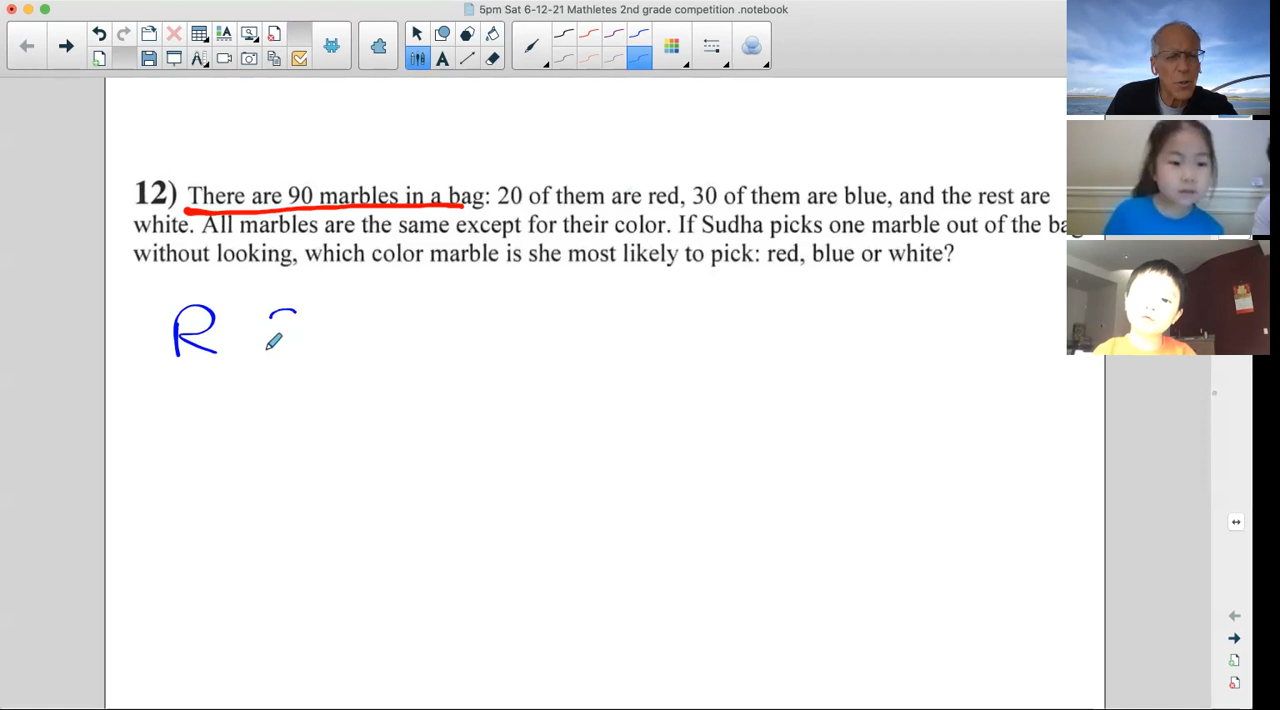 5pm Sat 6-12-21 Mathletes 2nd grade competition .notebook
12) There are 90 marbles in a bag: 20 of them are red, 30 of them are blue, and the rest are
white. All marbles are the same except for their color. If Sudha picks one marble out of the
without looking, which color marble is she most likely to pick: red, blue or white?
R